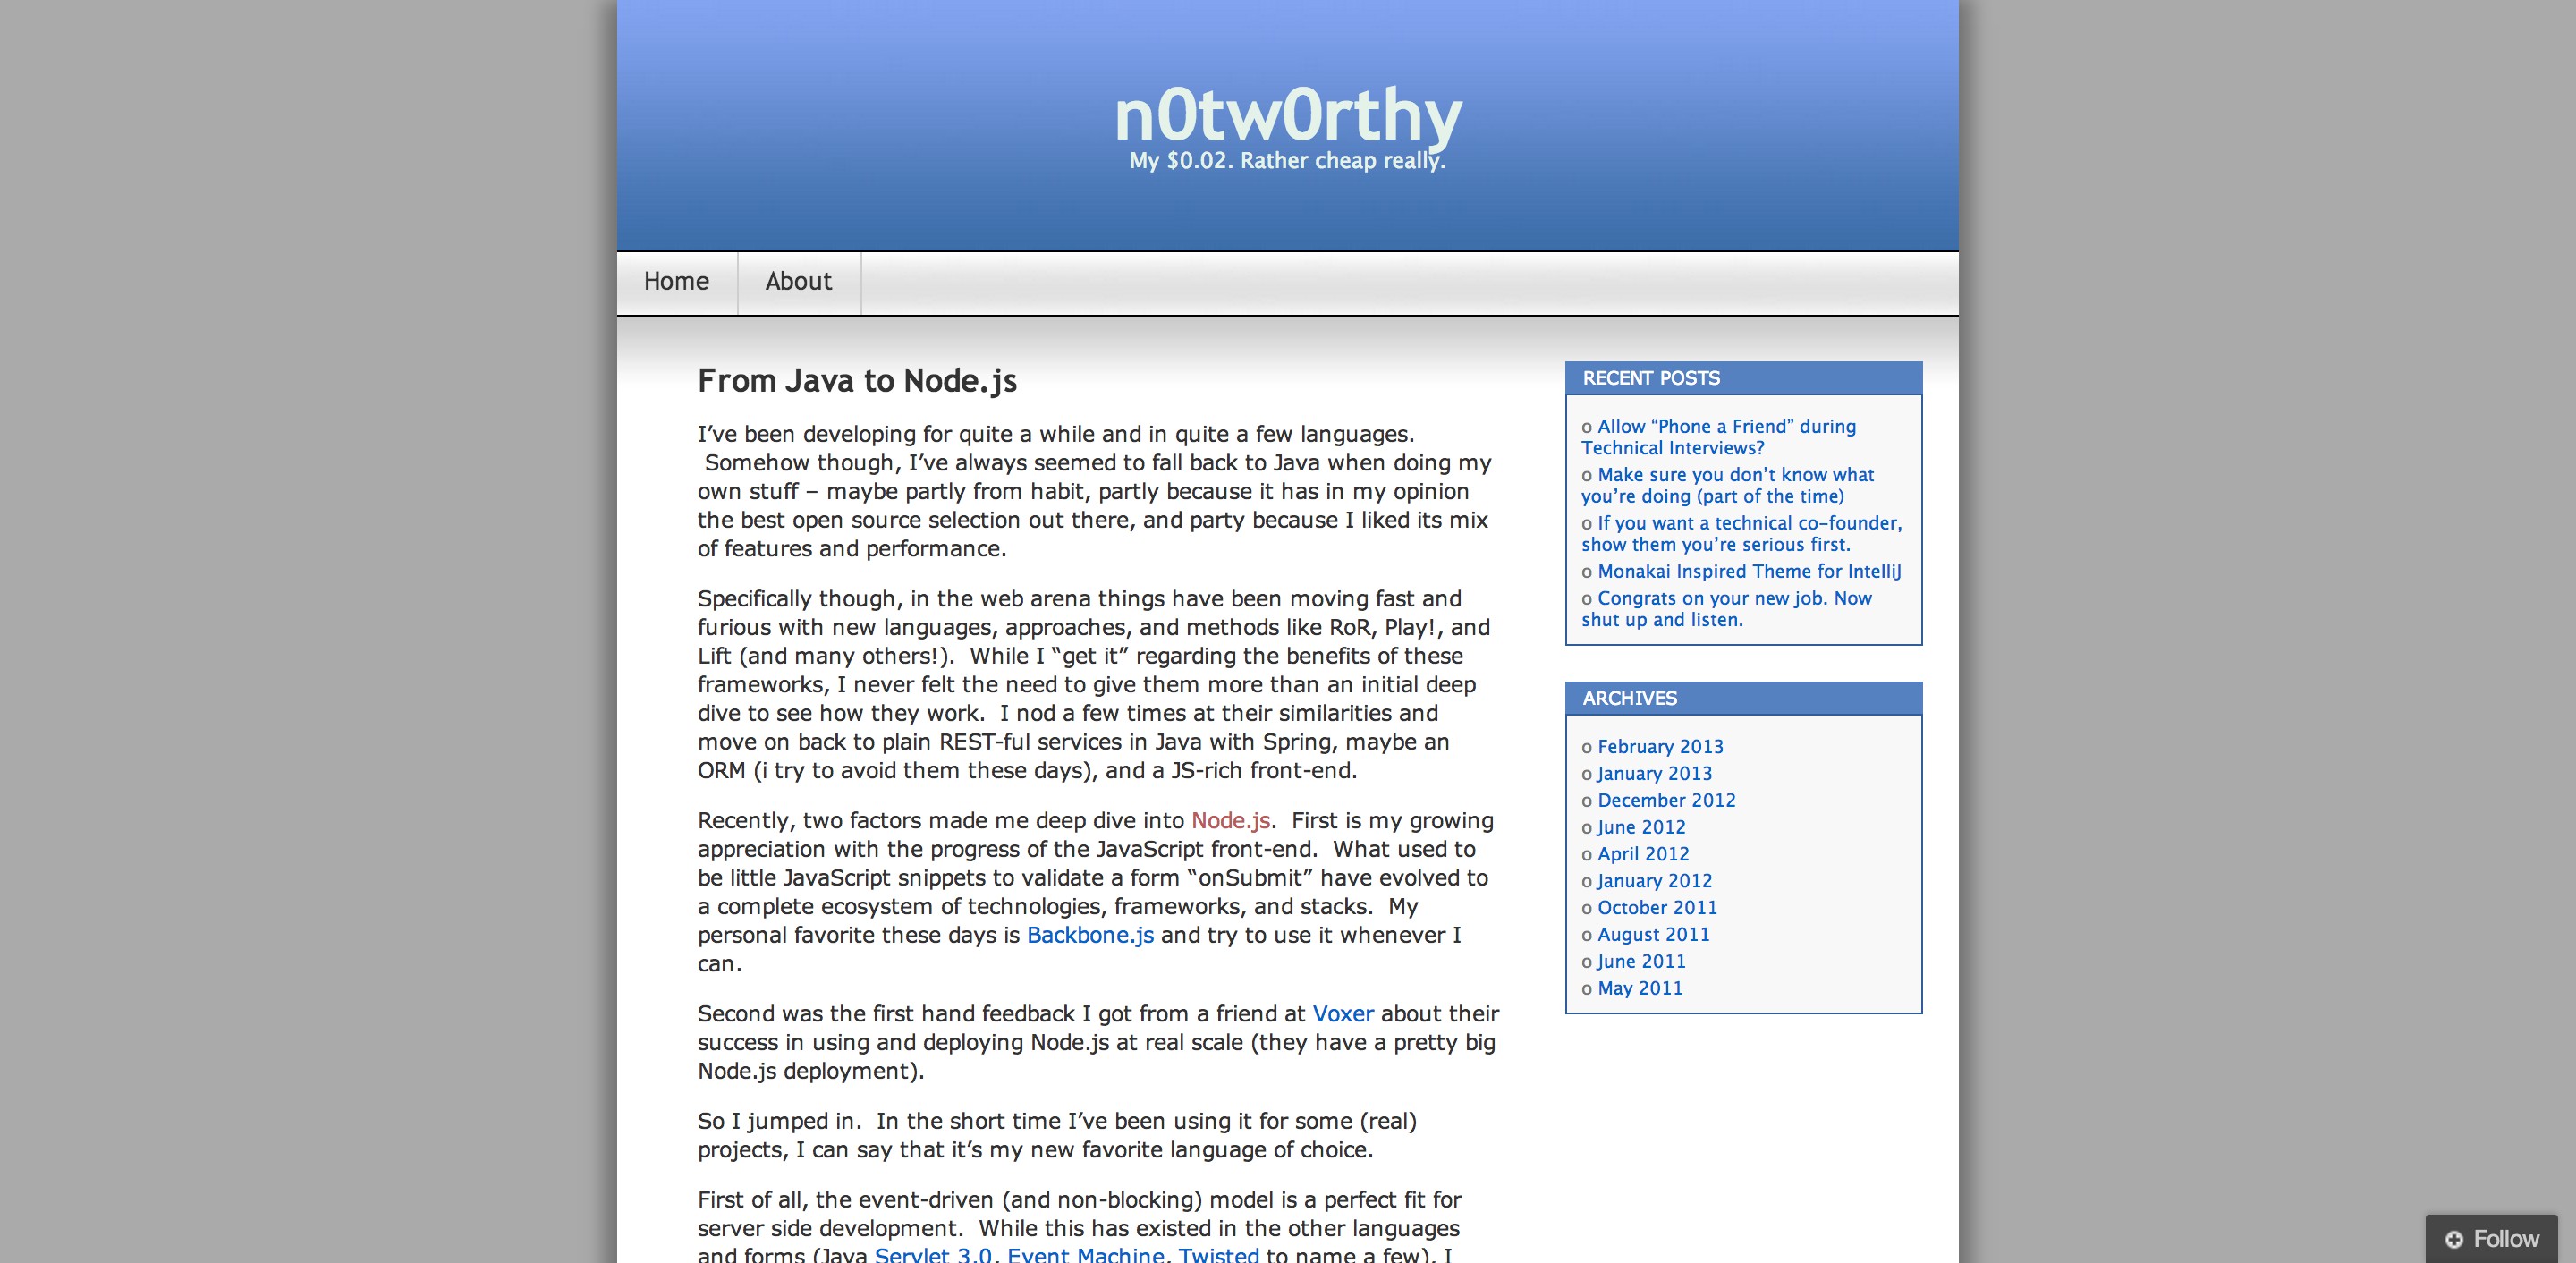 n0tw0rthy
My $0.02. Rather cheap really.
Home
About
From Java to Node.js
I’ve been developing for quite a while and in quite a few languages.
Somehow though, I’ve always seemed to fall back to Java when doing my
own stuff – maybe partly from habit, partly because it has in my opinion
the best open source selection out there, and party because I liked its mix
of features and performance.
Specifically though, in the web arena things have been moving fast and
furious with new languages, approaches, and methods like RoR, Play!, and
Lift (and many others!).  While I “get it” regarding the benefits of these
frameworks, I never felt the need to give them more than an initial deep
dive to see how they work.  I nod a few times at their similarities and
move on back to plain REST-ful services in Java with Spring, maybe an
ORM (i try to avoid them these days), and a JS-rich front-end.
Recently, two factors made me deep dive into Node.js.  First is my growing
appreciation with the progress of the JavaScript front-end.  What used to
be little JavaScript snippets to validate a form “onSubmit” have evolved to
a complete ecosystem of technologies, frameworks, and stacks.  My
personal favorite these days is Backbone.js and try to use it whenever I
can.
Second was the first hand feedback I got from a friend at Voxer about their
success in using and deploying Node.js at real scale (they have a pretty big
Node.js deployment).
So I jumped in.  In the short time I’ve been using it for some (real)
projects, I can say that it’s my new favorite language of choice.
First of all, the event-driven (and non-blocking) model is a perfect fit for
server side development.  While this has existed in the other languages
and forms (Java Servlet 3.0, Event Machine, Twisted to name a few), I
RECENT POSTS
o Allow “Phone a Friend” during
Technical Interviews?
o Make sure you don’t know what
you’re doing (part of the time)
o If you want a technical co-founder,
show them you’re serious first.
o Monakai Inspired Theme for IntelliJ
o Congrats on your new job. Now
shut up and listen.
ARCHIVES
o February 2013
o January 2013
o December 2012
o June 2012
o April 2012
o January 2012
o October 2011
o August 2011
o June 2011
o May 2011
Follow